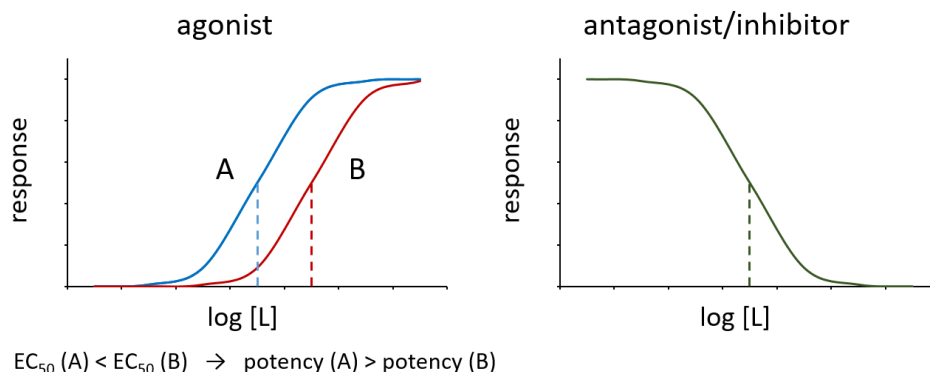 agonist
antagonist/inhibitor
response
A
B
log [L]
response
log [L]
EC₅₀ (A) < EC₅₀ (B) → potency (A) > potency (B)